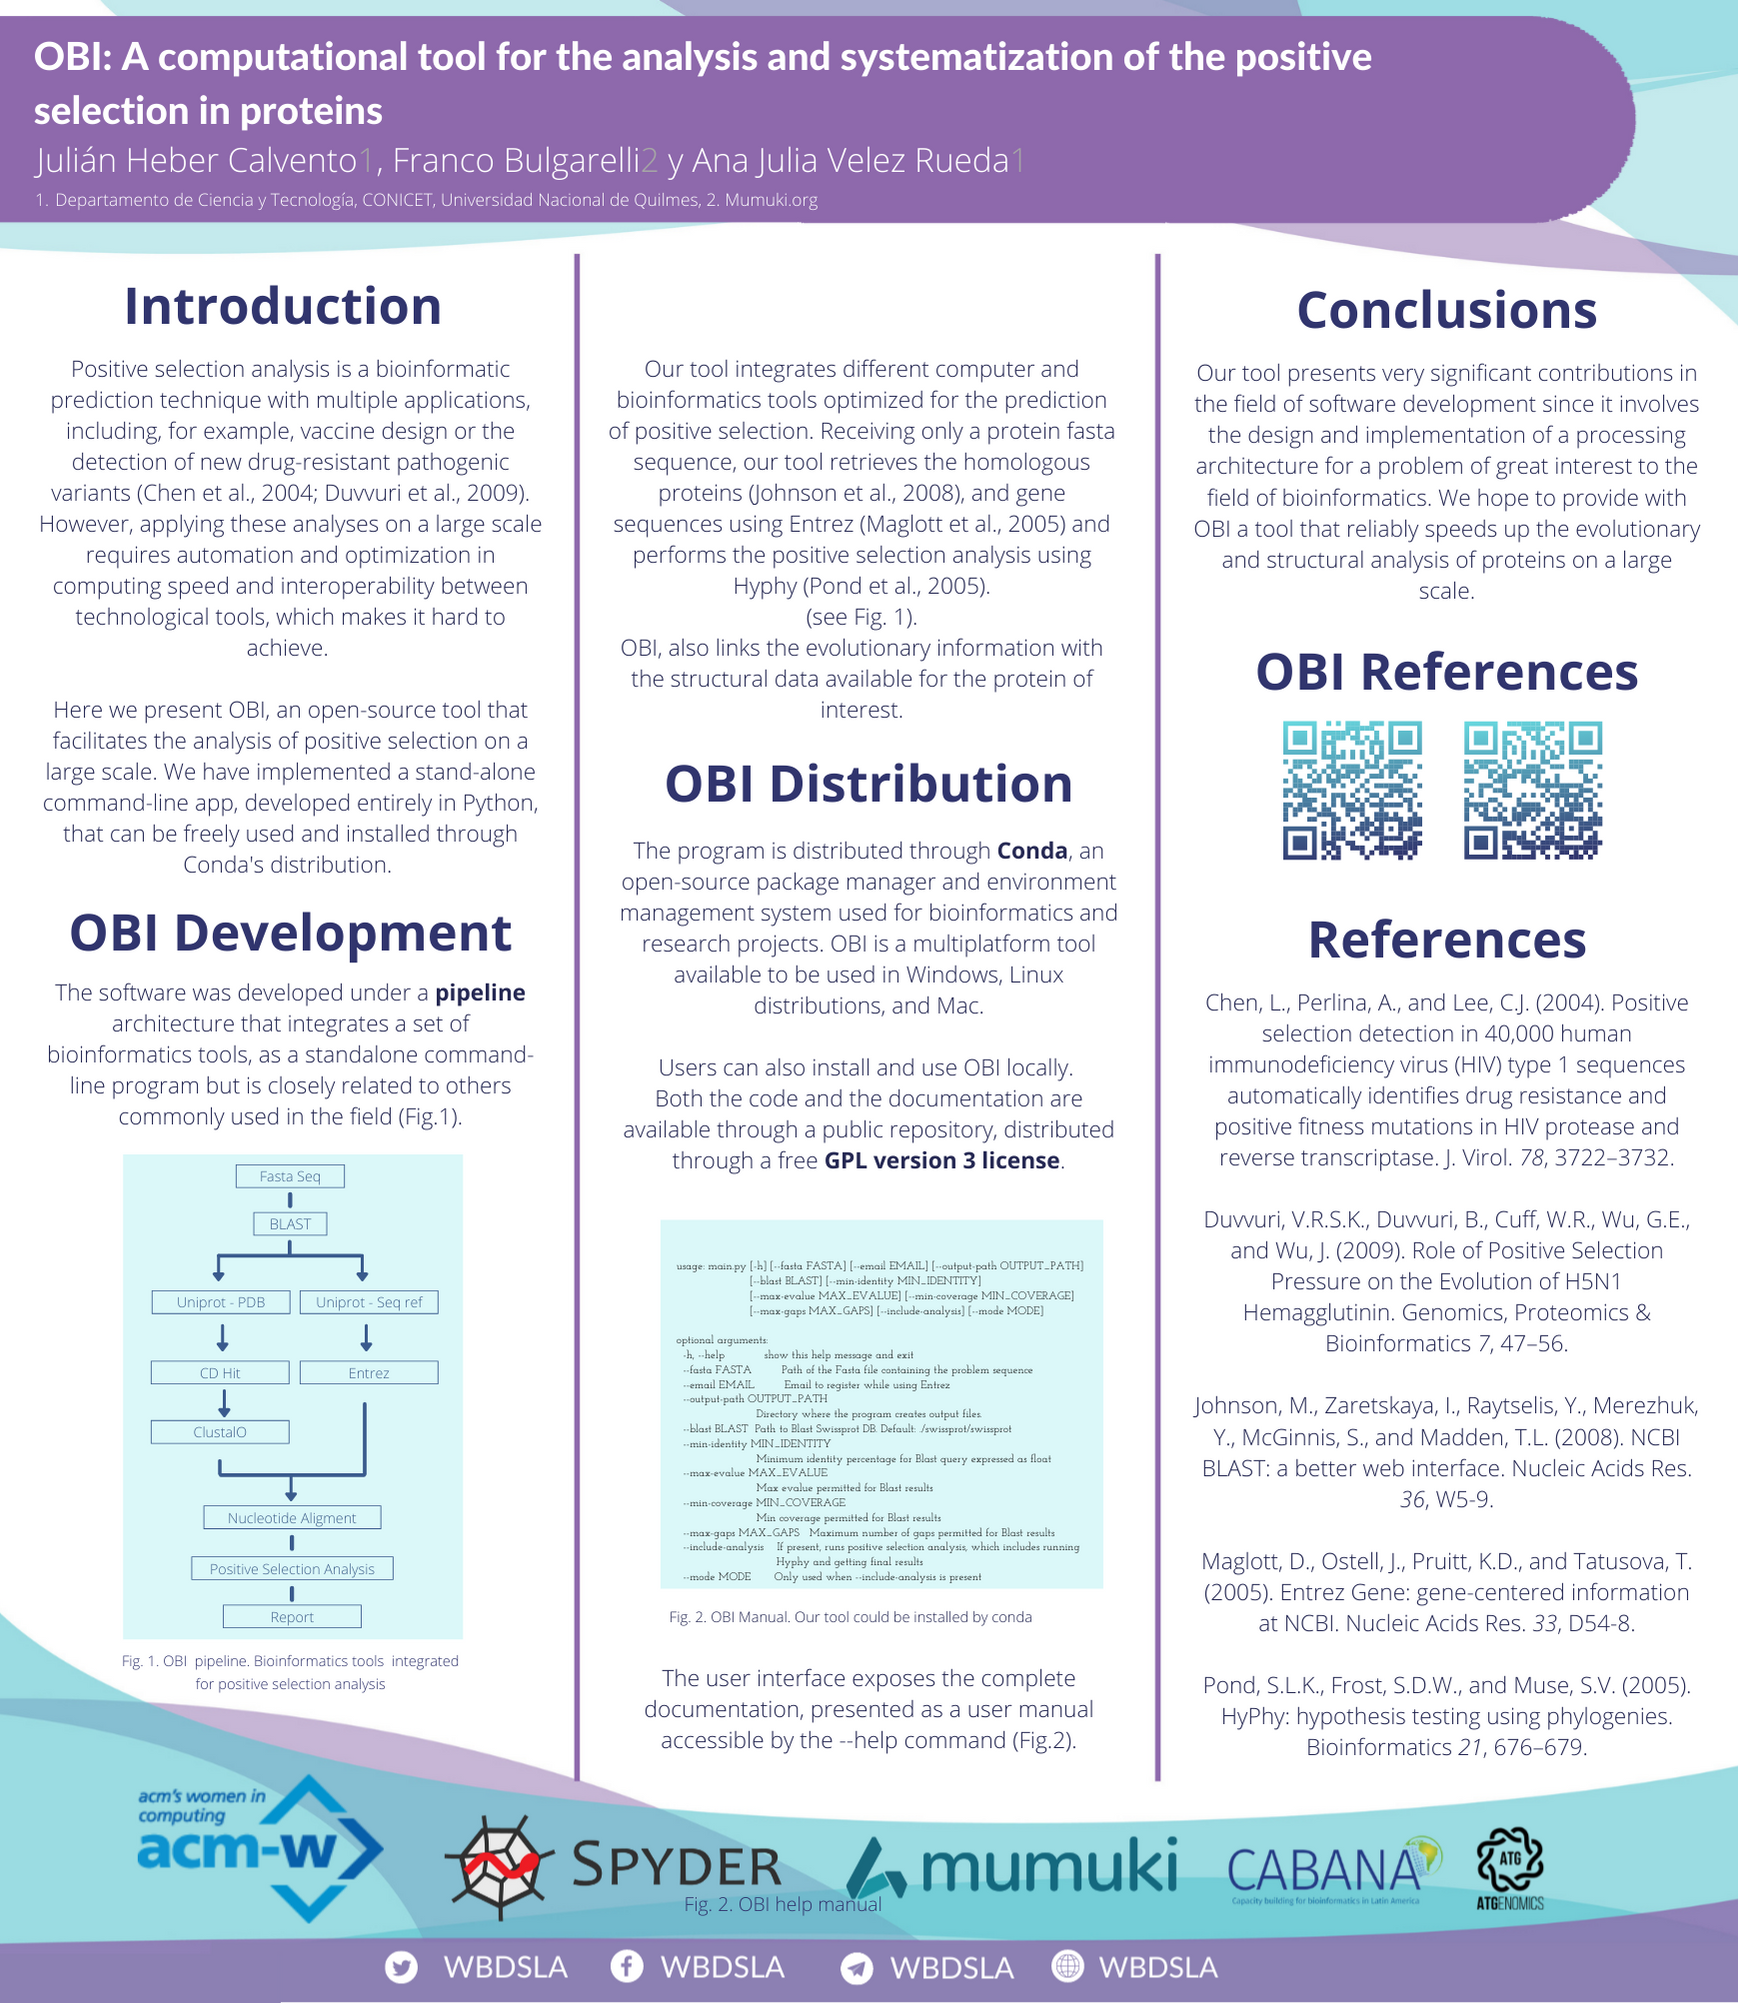 OBI: A computational tool for the analysis and systematization of the positive
selection in proteins
Julián Heber Calvento1, Franco Bulgarelli2 y Ana Julia Velez Rueda1
1. Departamento de Ciencia y Tecnología, CONICET, Universidad Nacional de Quilmes, 2. Mumuki.org
Introduction
Positive selection analysis is a bioinformatic
prediction technique with multiple applications,
including, for example, vaccine design or the
detection of new drug-resistant pathogenic
variants (Chen et al., 2004; Duvvuri et al., 2009).
However, applying these analyses on a large scale
requires automation and optimization in
computing speed and interoperability between
technological tools, which makes it hard to
achieve.
Here we present OBI, an open-source tool that
facilitates the analysis of positive selection on a
large scale. We have implemented a stand-alone
command-line app, developed entirely in Python,
that can be freely used and installed through
Conda's distribution.
OBI Development
The software was developed under a pipeline
architecture that integrates a set of
bioinformatics tools, as a standalone command-
line program but is closely related to others
commonly used in the field (Fig.1).
Fasta Seq
BLAST
Uniprot - PDB
Uniprot - Seq ref
CD Hit
Entrez
ClustalO
Nucleotide Aligment
Positive Selection Analysis
Report
Fig. 1. OBI pipeline. Bioinformatics tools integrated
for positive selection analysis
Our tool integrates different computer and
bioinformatics tools optimized for the prediction
of positive selection. Receiving only a protein fasta
sequence, our tool retrieves the homologous
proteins (Johnson et al., 2008), and gene
sequences using Entrez (Maglott et al., 2005) and
performs the positive selection analysis using
Hyphy (Pond et al., 2005).
(see Fig. 1).
OBI, also links the evolutionary information with
the structural data available for the protein of
interest.
OBI Distribution
The program is distributed through Conda, an
open-source package manager and environment
management system used for bioinformatics and
research projects. OBI is a multiplatform tool
available to be used in Windows, Linux
distributions, and Mac.
Users can also install and use OBI locally.
Both the code and the documentation are
available through a public repository, distributed
through a free GPL version 3 license.
usage: main.py [-h] [--fasta FASTA] [--email EMAIL] [--output-path OUTPUT_PATH]
[--blast BLAST] [--min-identity MIN_IDENTITY]
[--max-evalue MAX_EVALUE] [--min-coverage MIN_COVERAGE]
[--max-gaps MAX_GAPS] [--include-analysis] [--mode MODE]
optional arguments:
-h, --help show this help message and exit
--fasta FASTA Path of the Fasta file containing the problem sequence
--email EMAIL Email to register while using Entrez
--output-path OUTPUT_PATH
Directory where the program creates output files.
--blast BLAST Path to Blast Swissprot DB. Default: ./swissprot/swissprot
--min-identity MIN_IDENTITY
Minimum identity percentage for Blast query expressed as float
--max-evalue MAX_EVALUE
Max evalue permitted for Blast results
--min-coverage MIN_COVERAGE
Min coverage permitted for Blast results
--max-gaps MAX_GAPS Maximum number of gaps permitted for Blast results
--include-analysis If present, runs positive selection analysis, which includes running
Hyphy and getting final results
--mode MODE Only used when --include-analysis is present
Fig. 2. OBI Manual. Our tool could be installed by conda
The user interface exposes the complete
documentation, presented as a user manual
accessible by the --help command (Fig.2).
Conclusions
Our tool presents very significant contributions in
the field of software development since it involves
the design and implementation of a processing
architecture for a problem of great interest to the
field of bioinformatics. We hope to provide with
OBI a tool that reliably speeds up the evolutionary
and structural analysis of proteins on a large
scale.
OBI References
References
Chen, L., Perlina, A., and Lee, C.J. (2004). Positive
selection detection in 40,000 human
immunodeficiency virus (HIV) type 1 sequences
automatically identifies drug resistance and
positive fitness mutations in HIV protease and
reverse transcriptase. J. Virol. 78, 3722–3732.
Duvvuri, V.R.S.K., Duvvuri, B., Cuff, W.R., Wu, G.E.,
and Wu, J. (2009). Role of Positive Selection
Pressure on the Evolution of H5N1
Hemagglutinin. Genomics, Proteomics &
Bioinformatics 7, 47–56.
Johnson, M., Zaretskaya, I., Raytselis, Y., Merezhuk,
Y., McGinnis, S., and Madden, T.L. (2008). NCBI
BLAST: a better web interface. Nucleic Acids Res.
36, W5-9.
Maglott, D., Ostell, J., Pruitt, K.D., and Tatusova, T.
(2005). Entrez Gene: gene-centered information
at NCBI. Nucleic Acids Res. 33, D54-8.
Pond, S.L.K., Frost, S.D.W., and Muse, S.V. (2005).
HyPhy: hypothesis testing using phylogenies.
Bioinformatics 21, 676–679.
acm's women in
computing
acm-w
SPYDER
mumuki
CABANA
Capacity building for bioinformatics in Latin America
ATG
ATGENOMICS
Fig. 2. OBI help manual
WBDSLA
WBDSLA
WBDSLA
WBDSLA